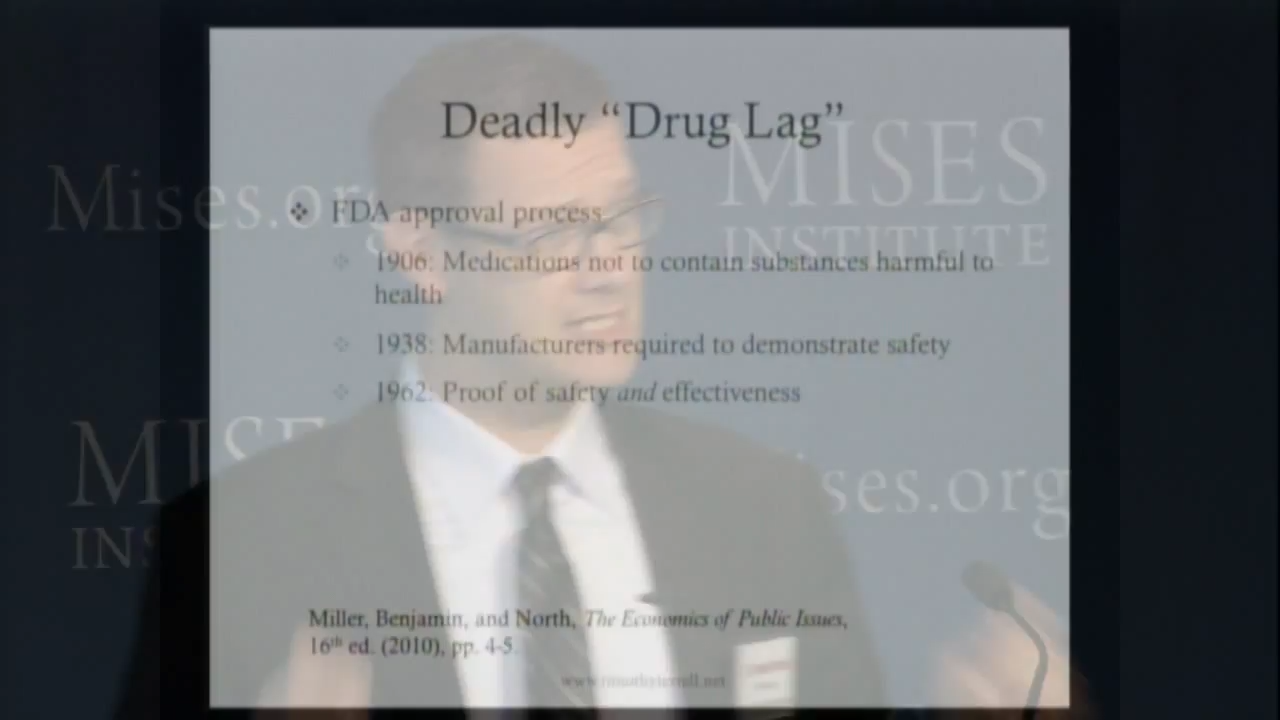 Deadly “Drug Lag”
Mises.org
MISES
INSTITUTE
❖ FDA approval process
❖ 1906: Medications not to contain substances harmful to
health
❖ 1938: Manufacturers required to demonstrate safety
❖ 1962: Proof of safety and effectiveness
MISE
ses.org
INS
Miller, Benjamin, and North, The Economics of Public Issues,
16th ed. (2010), pp. 4-5.